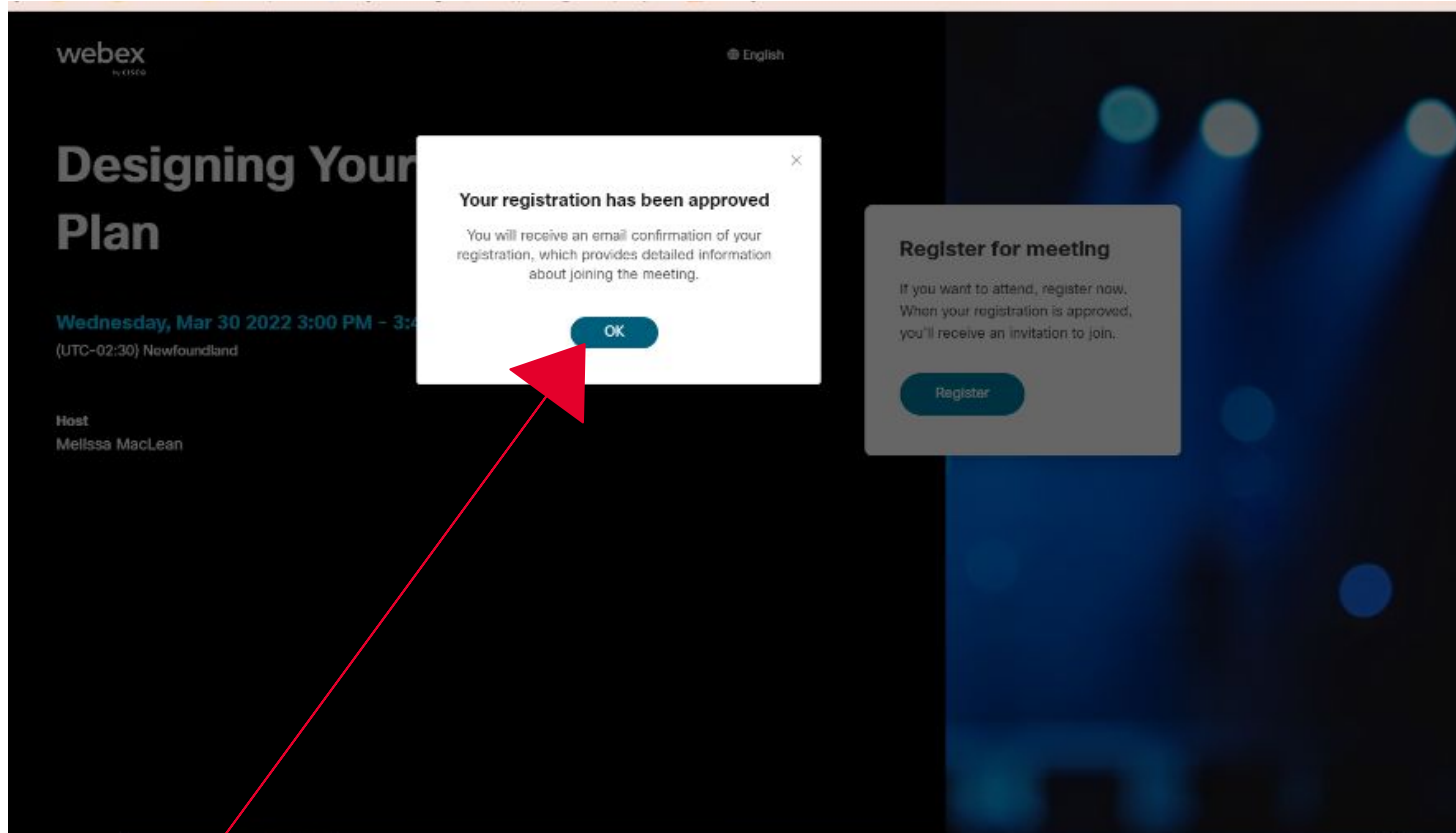 webex
by CISCO
English
Designing Your
Plan
Wednesday, Mar 30 2022 3:00 PM - 3:4
(UTC-02:30) Newfoundland
Host
Melissa MacLean
Your registration has been approved
You will receive an email confirmation of your
registration, which provides detailed information
about joining the meeting.
OK
Register for meeting
If you want to attend, register now.
When your registration is approved,
you'll receive an invitation to join.
Register